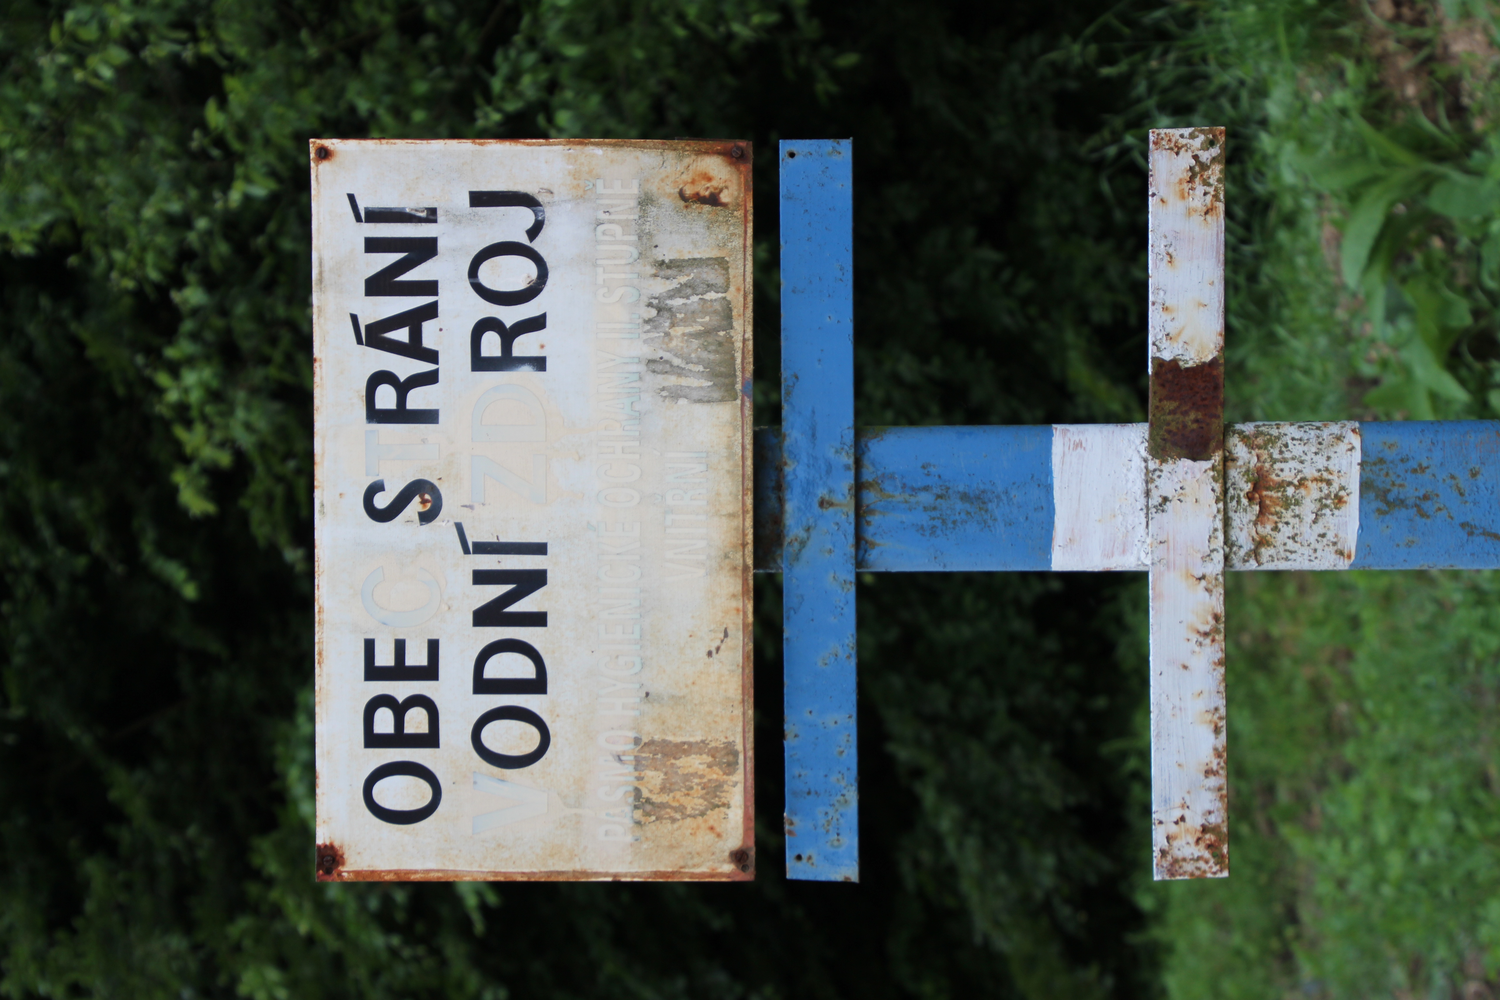 OBEC STRÁNÍ
VODNÍ ZDROJ
PÁSMO HYGIENICKÉ OCHRANY II. STUPNĚ
VNITŘNÍ